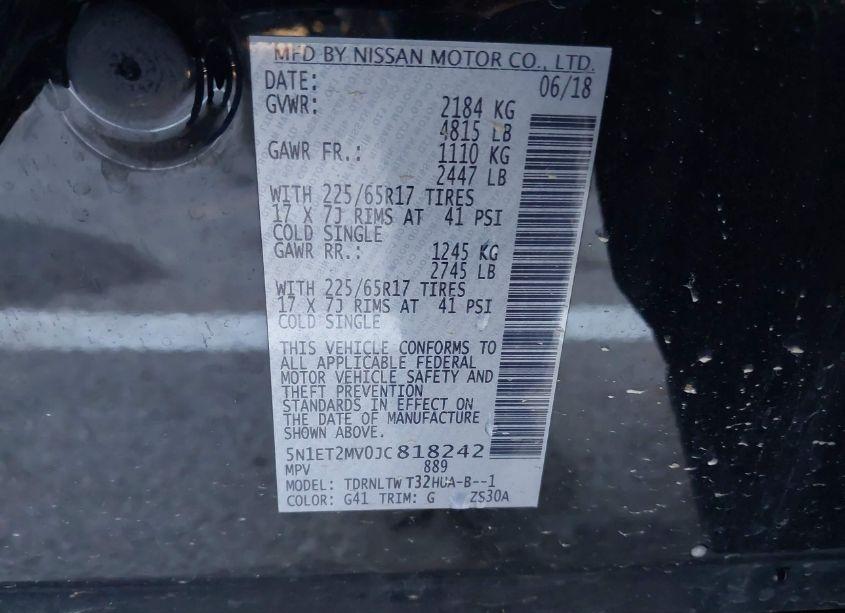 MFD BY NISSAN MOTOR CO., LTD.
DATE: 06/18
GVWR: 2184 KG
4815 LB
GAWR FR.: 1110 KG
2447 LB
WITH 225/65R17 TIRES
17 X 7J RIMS AT 41 PSI
COLD SINGLE
GAWR RR.: 1245 KG
2745 LB
WITH 225/65R17 TIRES
17 X 7J RIMS AT 41 PSI
COLD SINGLE
THIS VEHICLE CONFORMS TO
ALL APPLICABLE FEDERAL
MOTOR VEHICLE SAFETY AND
THEFT PREVENTION
STANDARDS IN EFFECT ON
THE DATE OF MANUFACTURE
SHOWN ABOVE.
5N1ET2MV0JC818242
MPV 889
MODEL: TDRNLTW T32HUA-B--1
COLOR: G41 TRIM: G ZS30A